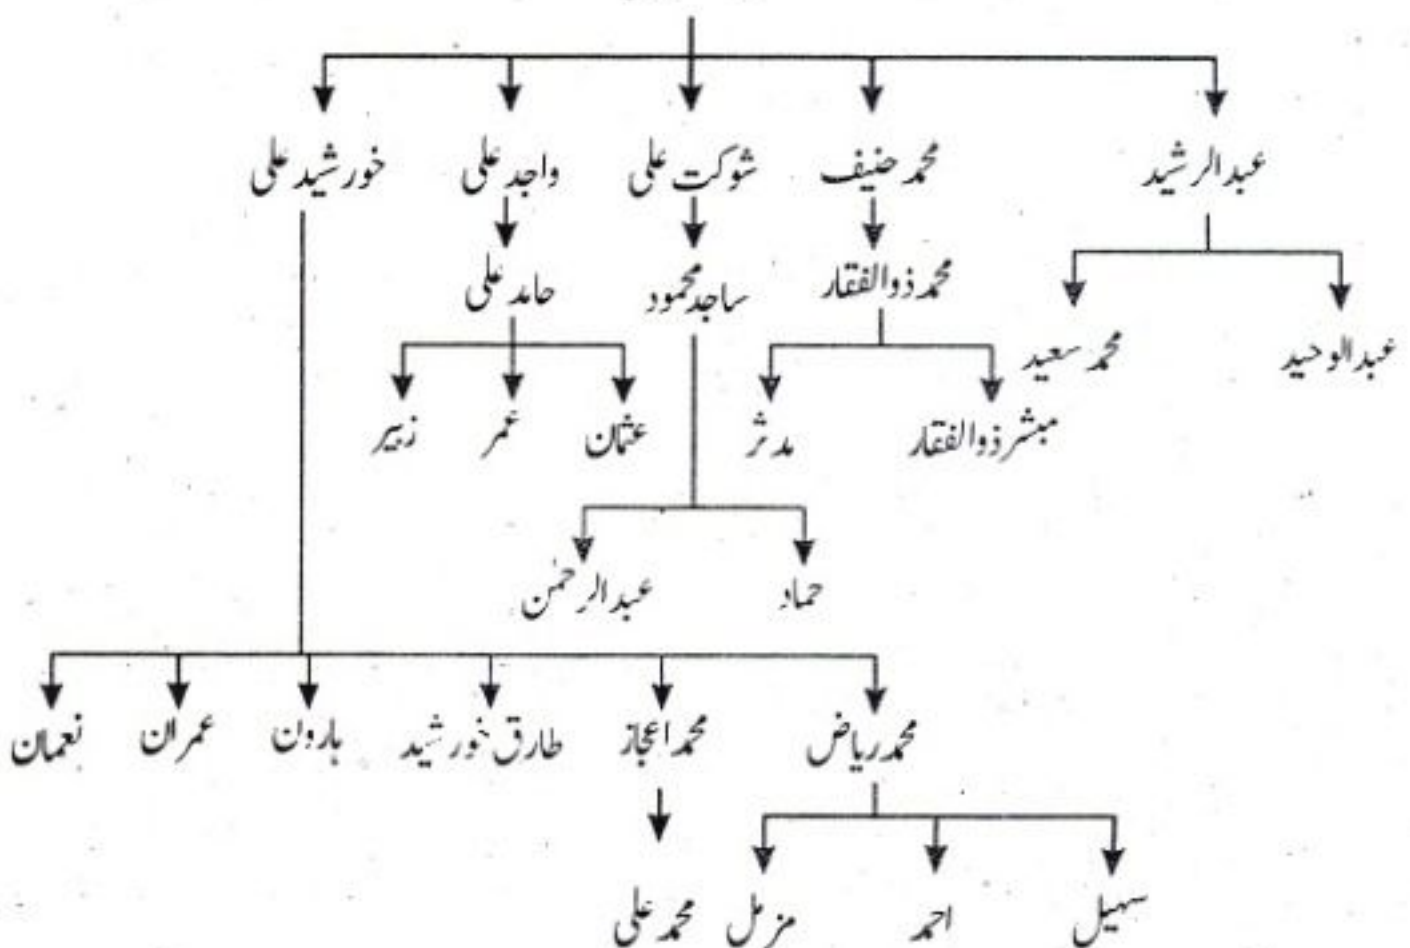 عبدالرشید محمد حنیف شوکت علی واجد علی خورشید علی
محمد ذوالفقار ساجد محمود حامد علی
عبدالوحید محمد سعید
مبشر ذوالفقار مدثر عثمان عمر زبیر
حماد عبدالرحمٰن
محمد ریاض محمد اعجاز طارق خورشید ہارون عمران نعمان
سہیل احمد مزمل محمد علی